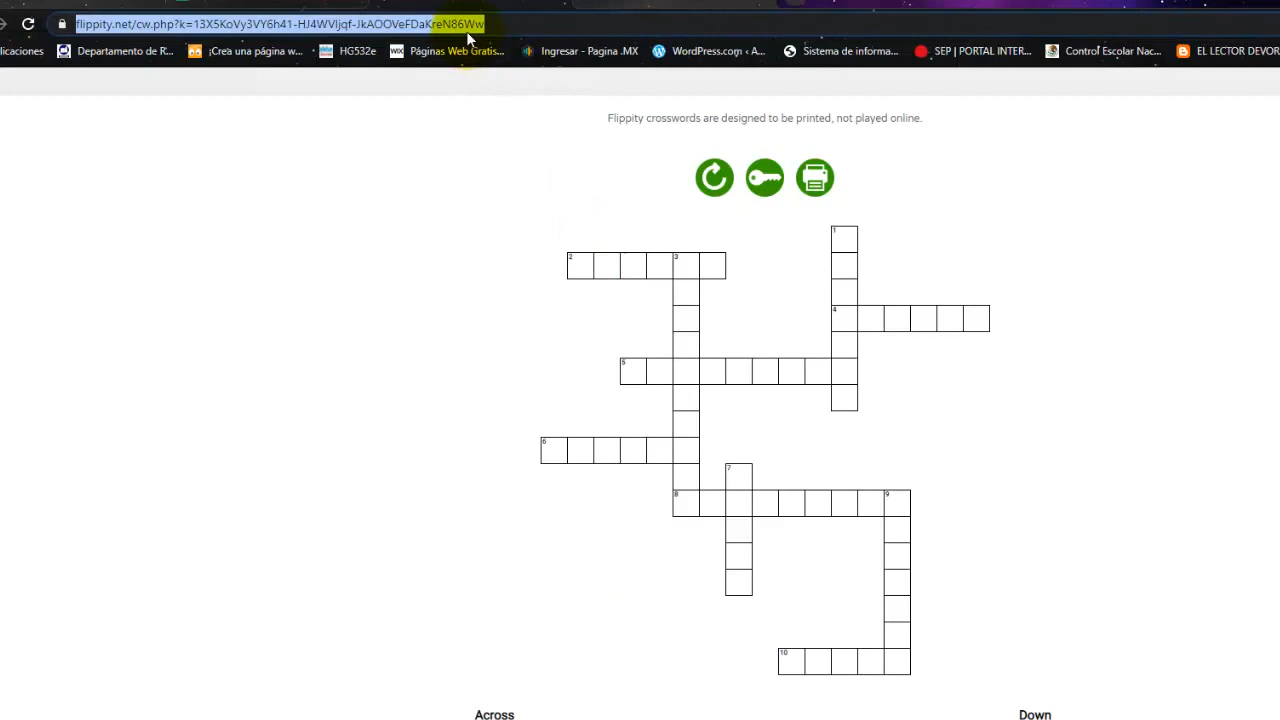 flippity.net/cw.php?k=13X5KoVy3VY6h41-HJ4WVljqf-JkAOOVeFDaKreN86Ww
licaciones Departamento de R... ¡Crea una página w... HG532e Páginas Web Gratis... Ingresar - Pagina .MX WordPress.com ‹ A... Sistema de informa... SEP | PORTAL INTER... Control Escolar Nac... EL LECTOR DEVOR
Flippity crosswords are designed to be printed, not played online.
1
2 3
4
5
6
7
8 9
10
Across Down